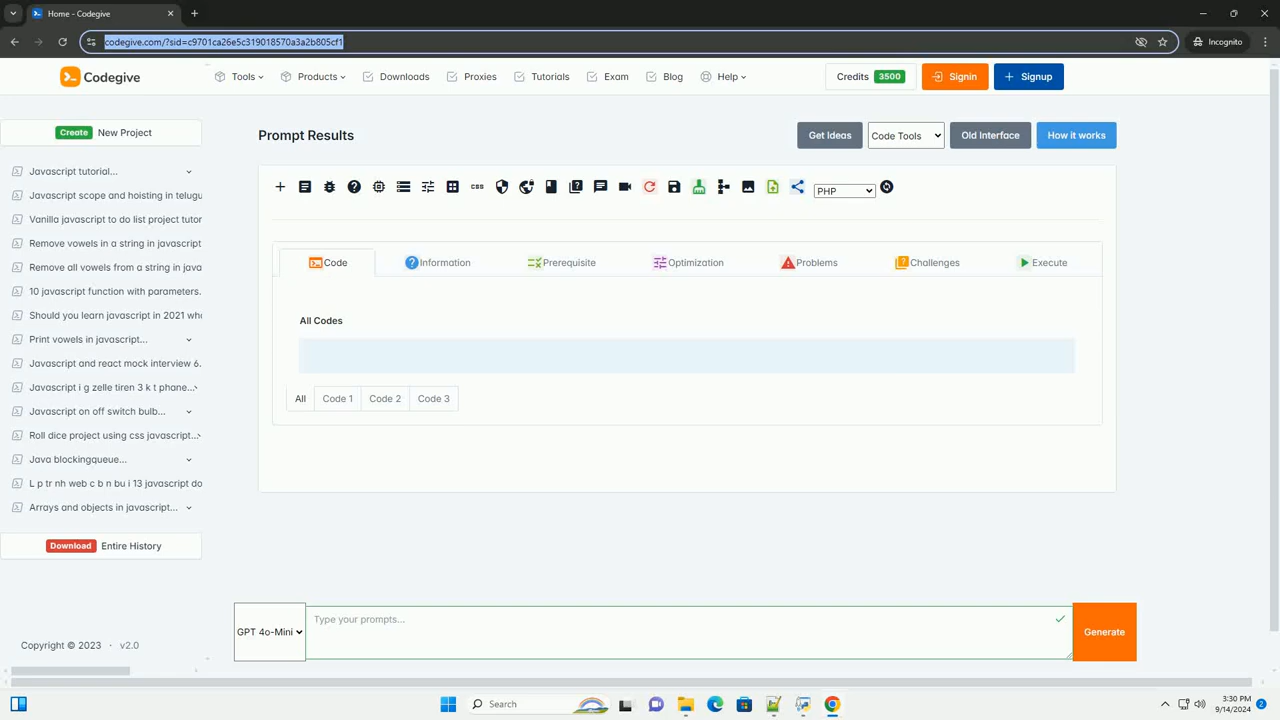 Home - Codegive
codegive.com/?sid=c9701ca26e5c319018570a3a2b805cf1
Incognito
Codegive
Tools
Products
Downloads
Proxies
Tutorials
Exam
Blog
Help
Credits 3500
Signin
Signup
Create New Project
Prompt Results
Get Ideas
Code Tools
Old Interface
How it works
Javascript tutorial...
Javascript scope and hoisting in telugu
Vanilla javascript to do list project tutor
Remove vowels in a string in javascript
Remove all vowels from a string in java
10 javascript function with parameters.
Should you learn javascript in 2021 who
Print vowels in javascript...
Javascript and react mock interview 6.
Javascript i g zelle tiren 3 k t phone...
Javascript on off switch bulb...
Roll dice project using css javascript...
Java blockingqueue...
L p tr nh web c b n bu i 13 javascript do
Arrays and objects in javascript...
Download Entire History
Copyright © 2023 · v2.0
CSS
PHP
Code
Information
Prerequisite
Optimization
Problems
Challenges
Execute
All Codes
All
Code 1
Code 2
Code 3
GPT 4o-Mini
Type your prompts...
Generate
Search
3:30 PM
9/14/2024
2